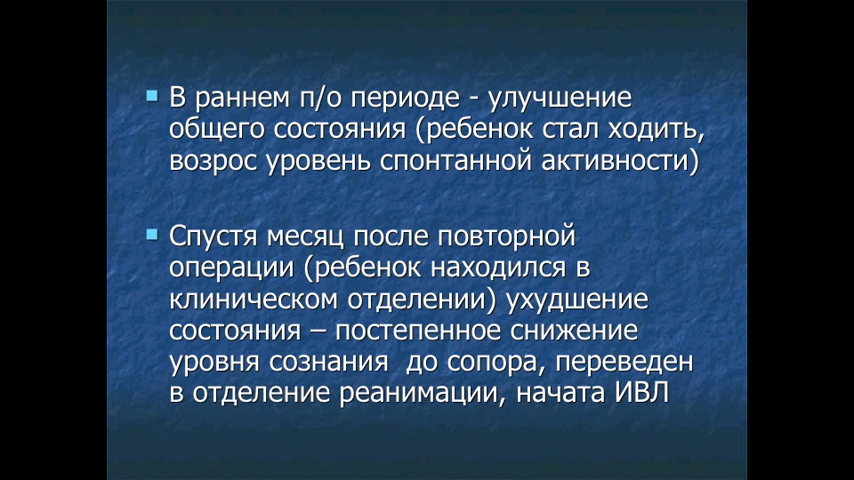 В раннем п/о периоде - улучшение
общего состояния (ребенок стал ходить,
возрос уровень спонтанной активности)
Спустя месяц после повторной
операции (ребенок находился в
клиническом отделении) ухудшение
состояния – постепенное снижение
уровня сознания  до сопора, переведен
в отделение реанимации, начата ИВЛ